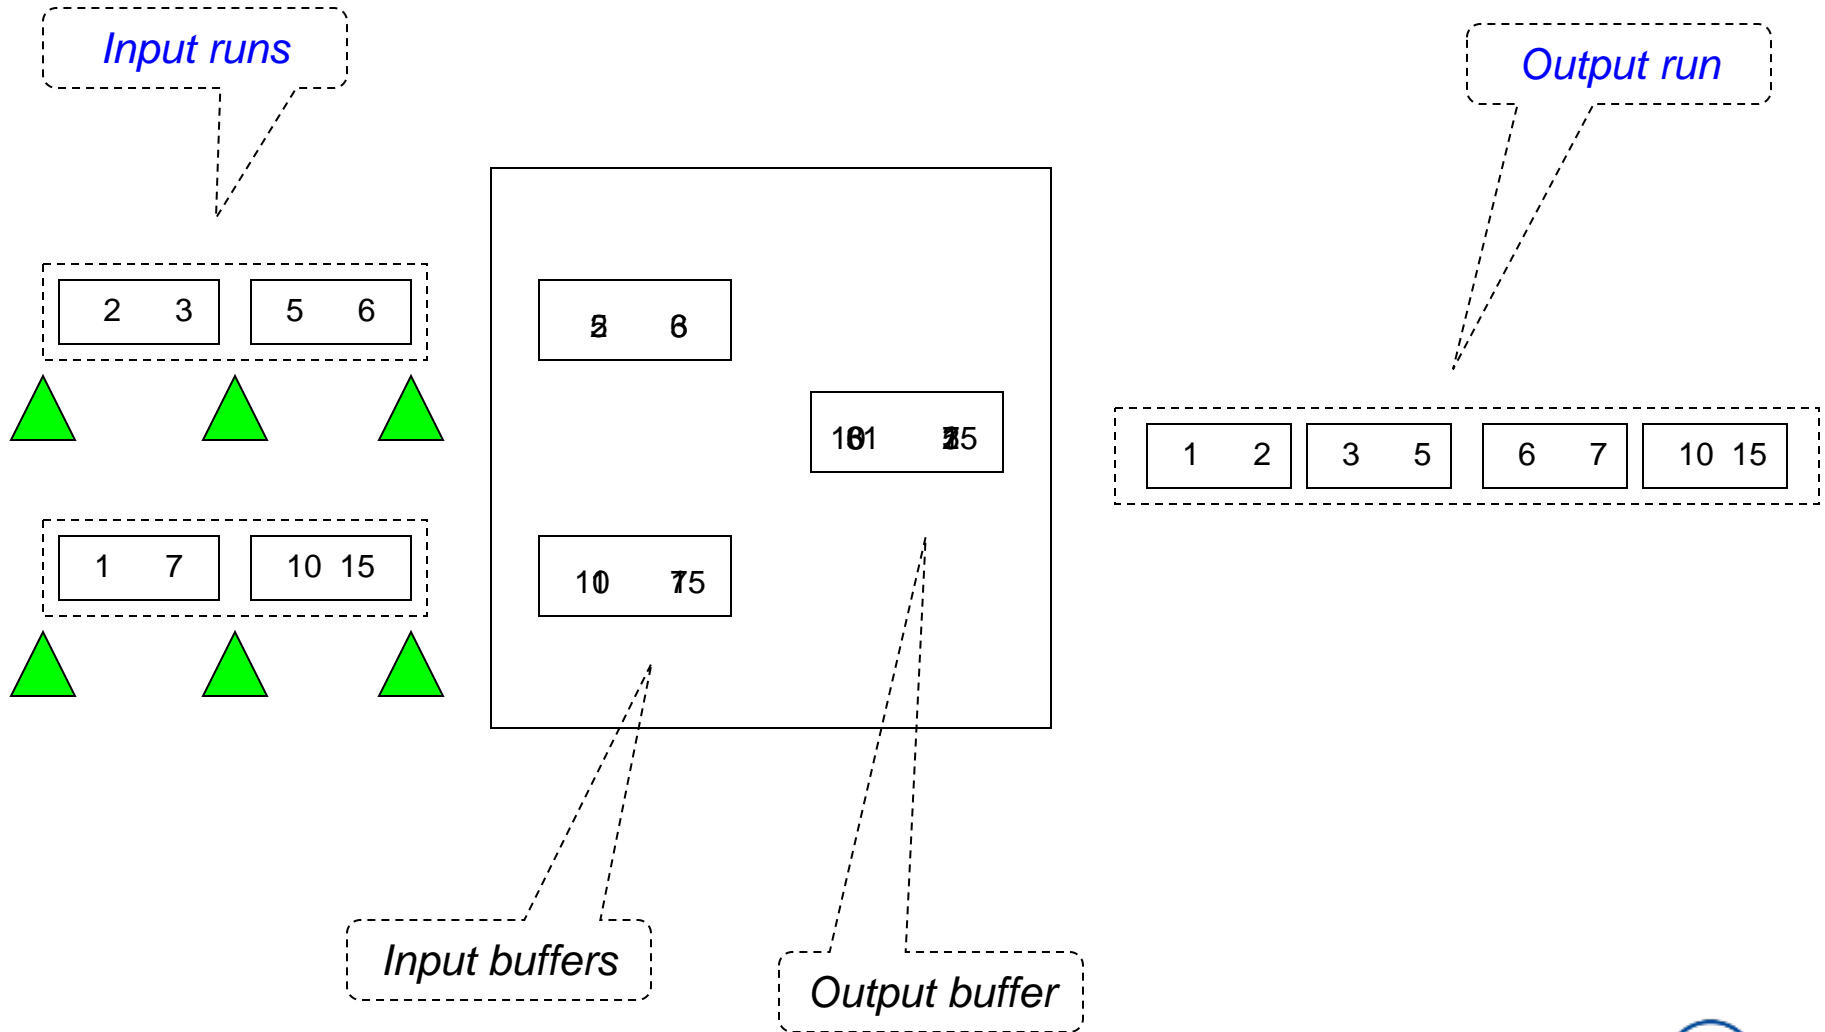 Input runs
Output run
2 3 5 6
1 2 3 5 6 7 10 15
1 7 10 15
Input buffers
Output buffer